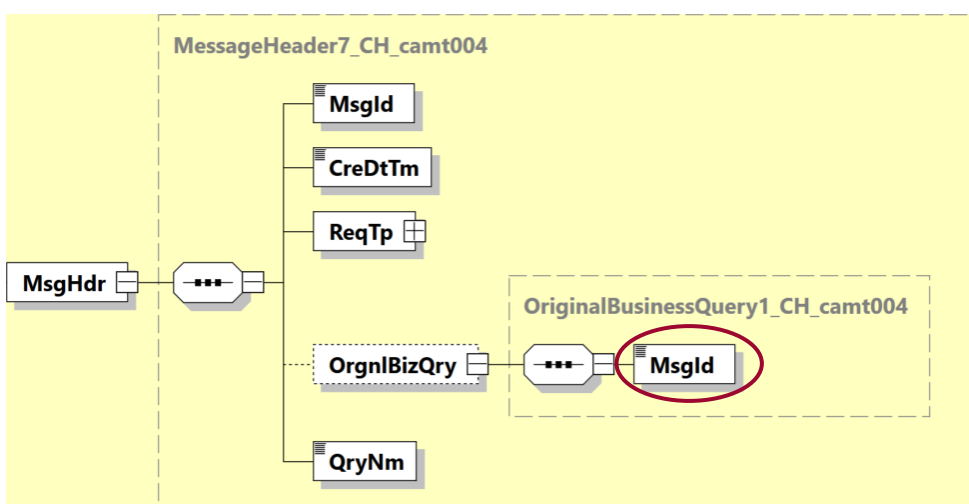 MessageHeader7_CH_camt004
MsgId
CreDtTm
ReqTp
MsgHdr
OriginalBusinessQuery1_CH_camt004
OrgnlBizQry
MsgId
QryNm